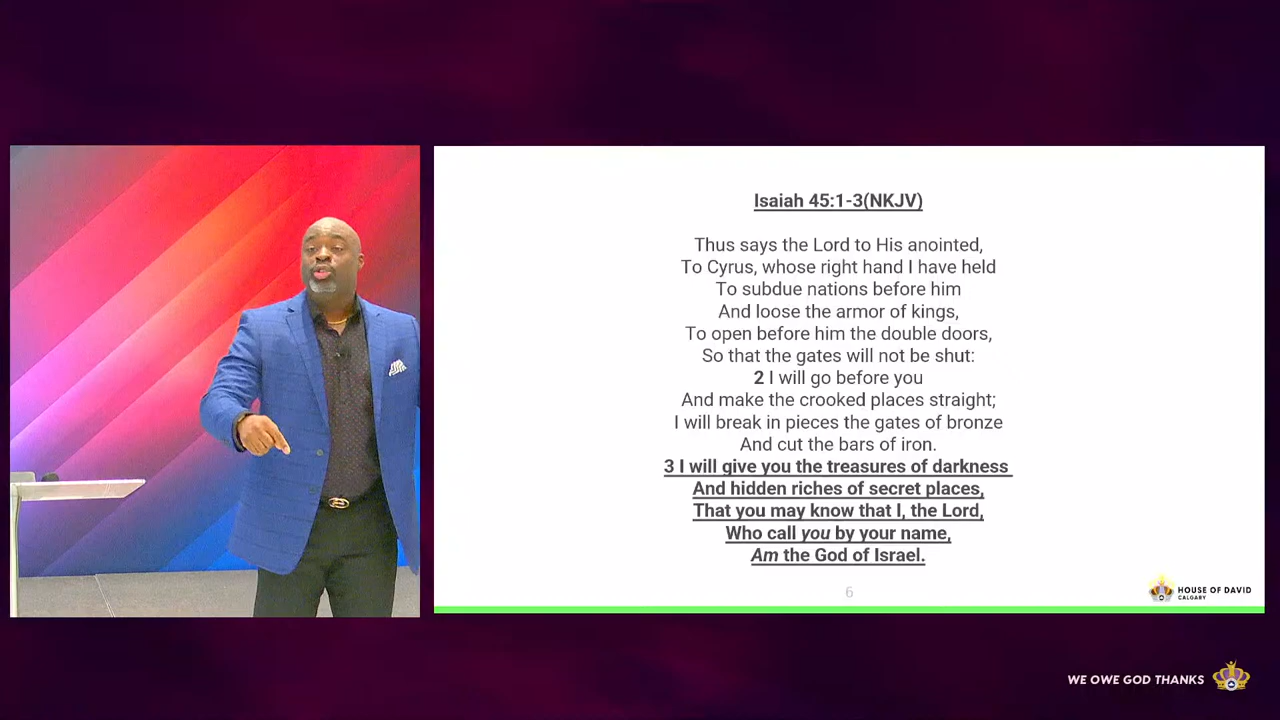 Isaiah 45:1-3(NKJV)
Thus says the Lord to His anointed,
To Cyrus, whose right hand I have held
To subdue nations before him
And loose the armor of kings,
To open before him the double doors,
So that the gates will not be shut:
2 I will go before you
And make the crooked places straight;
I will break in pieces the gates of bronze
And cut the bars of iron.
3 I will give you the treasures of darkness
And hidden riches of secret places,
That you may know that I, the Lord,
Who call you by your name,
Am the God of Israel.
6
HOUSE OF DAVID
CALGARY
WE OWE GOD THANKS